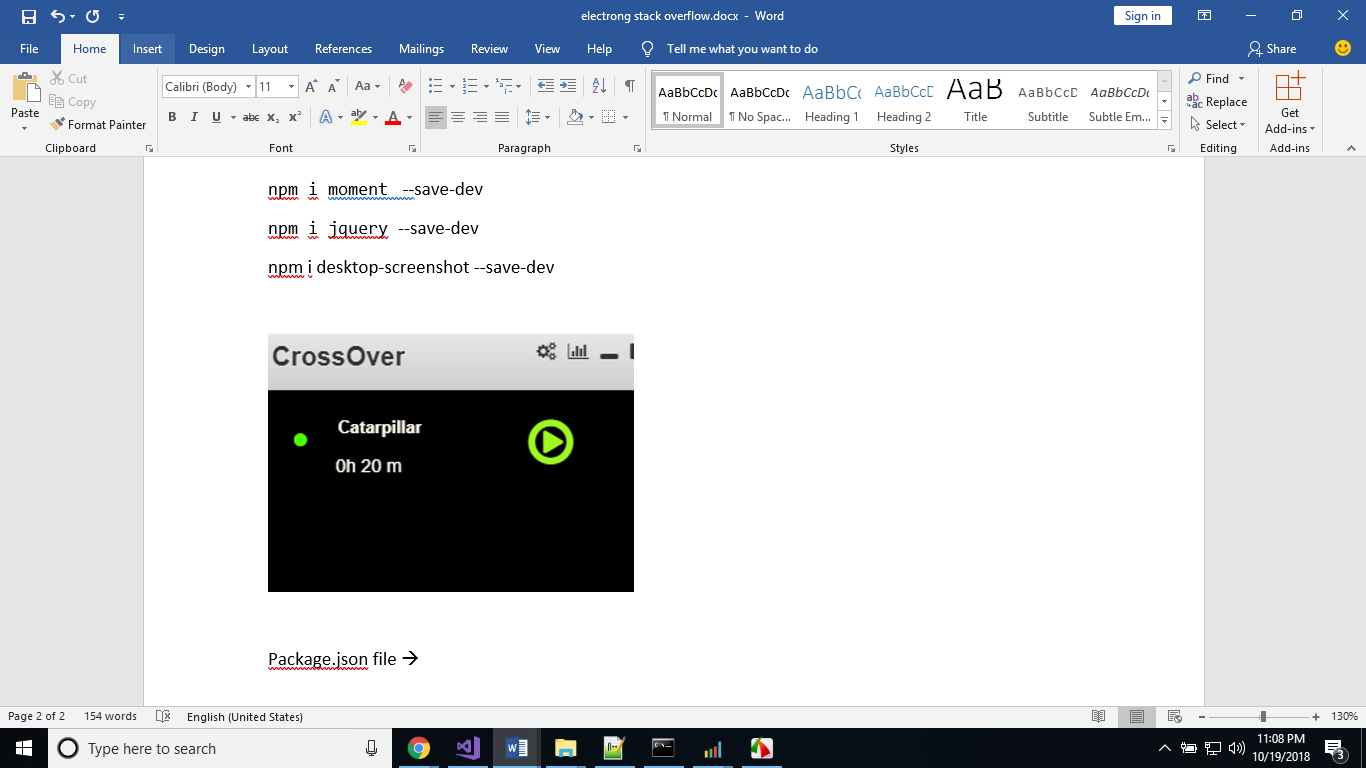 electrong stack overflow.docx - Word
Sign in
File Home Insert Design Layout References Mailings Review View Help Tell me what you want to do Share
Paste
Cut
Copy
Format Painter
Clipboard
Calibri (Body) 11 Aa
B I U abc x₂ x² A ab A
Font
Paragraph
AaBbCcDc AaBbCcDc AaBbCc AaBbCcD AaB AaBbCcD AaBbCcDc
¶ Normal ¶ No Spac... Heading 1 Heading 2 Title Subtitle Subtle Em...
Styles
Find
Replace
Select
Editing
Get
Add-ins
Add-ins
npm i moment --save-dev
npm i jquery --save-dev
npm i desktop-screenshot --save-dev
CrossOver
Catarpillar
0h 20 m
Package.json file →
Page 2 of 2 154 words English (United States) 130%
Type here to search
11:08 PM
10/19/2018
3